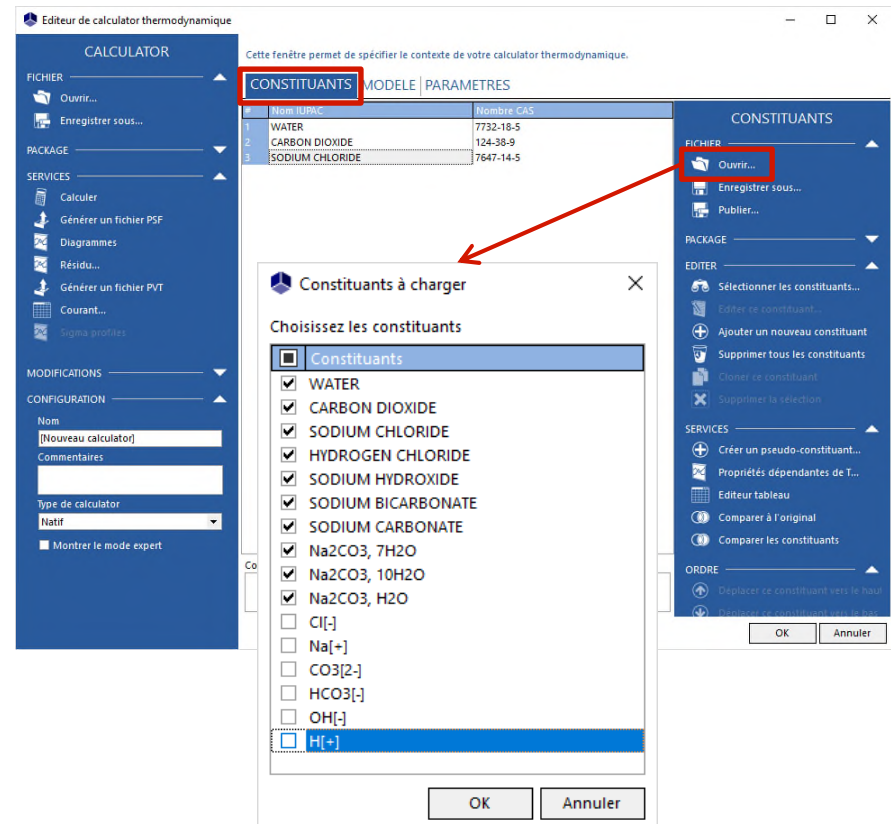 Editeur de calculator thermodynamique
CALCULATOR
FICHIER
Ouvrir...
Enregistrer sous...
PACKAGE
SERVICES
Calculer
Générer un fichier PSF
Diagrammes
Résidu...
Générer un fichier PVT
Courant...
Sigma profiles
MODIFICATIONS
CONFIGURATION
Nom
[Nouveau calculator]
Commentaires
Type de calculator
Natif
Montrer le mode expert
Cette fenêtre permet de spécifier le contexte de votre calculator thermodynamique.
CONSTITUANTS MODELE PARAMETRES
# Nom IUPAC Nombre CAS
1 WATER 7732-18-5
2 CARBON DIOXIDE 124-38-9
3 SODIUM CHLORIDE 7647-14-5
Co
Constituants à charger
Choisissez les constituants
Constituants
WATER
CARBON DIOXIDE
SODIUM CHLORIDE
HYDROGEN CHLORIDE
SODIUM HYDROXIDE
SODIUM BICARBONATE
SODIUM CARBONATE
Na2CO3, 7H2O
Na2CO3, 10H2O
Na2CO3, H2O
Cl[-]
Na[+]
CO3[2-]
HCO3[-]
OH[-]
H[+]
OK Annuler
CONSTITUANTS
FICHIER
Ouvrir...
Enregistrer sous...
Publier...
PACKAGE
EDITER
Sélectionner les constituants...
Editer ce constituant...
Ajouter un nouveau constituant
Supprimer tous les constituants
Cloner ce constituant
Supprimer la sélection
SERVICES
Créer un pseudo-constituant...
Propriétés dépendantes de T...
Editeur tableau
Comparer à l'original
Comparer les constituants
ORDRE
Déplacer ce constituant vers le haut
Déplacer ce constituant vers le bas
OK Annuler